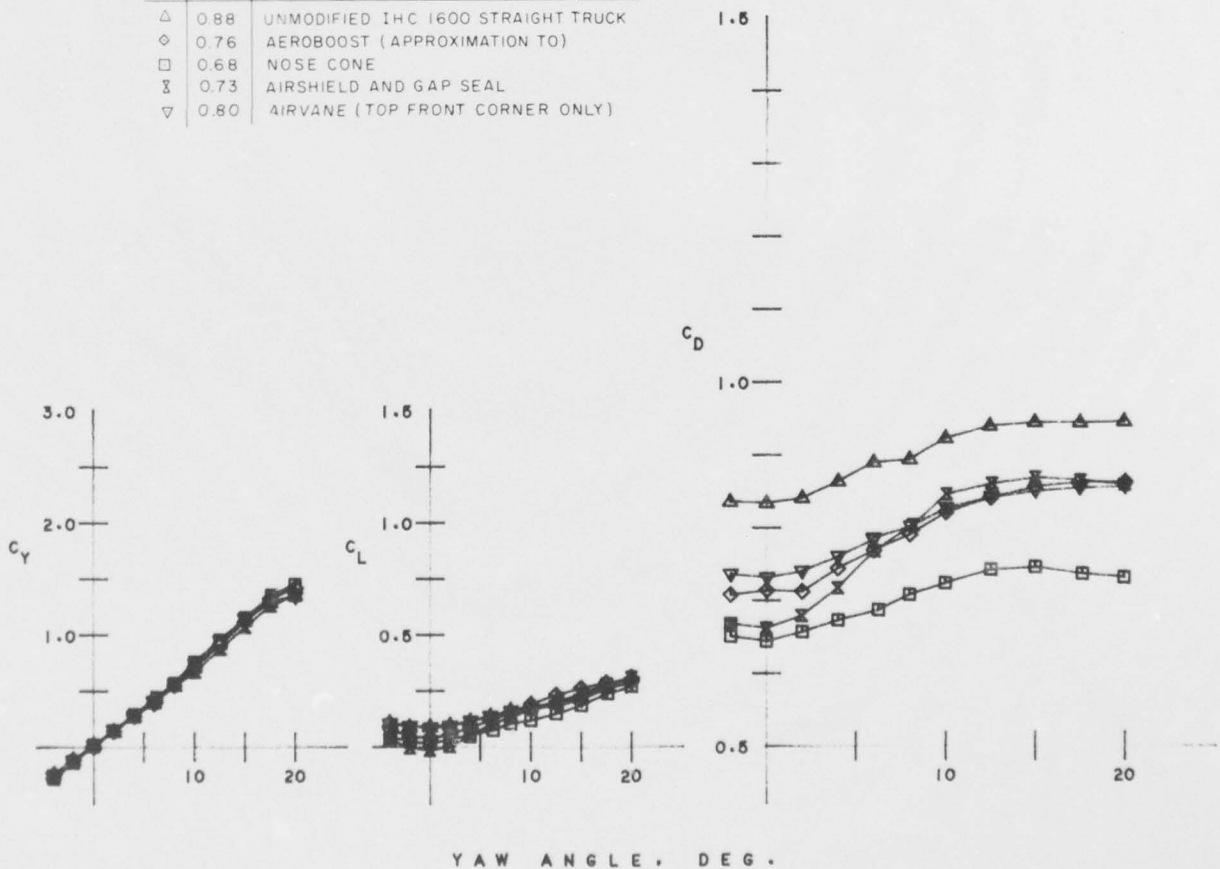 △ 0.88 UNMODIFIED IHC 1600 STRAIGHT TRUCK
◇ 0.76 AEROBOOST (APPROXIMATION TO)
□ 0.68 NOSE CONE
⧖ 0.73 AIRSHIELD AND GAP SEAL
▽ 0.80 AIRVANE (TOP FRONT CORNER ONLY)
3.0
2.0
C_Y
1.0
10 20
1.5
1.0
C_L
0.5
10 20
1.5
C_D
1.0
0.5
10 20
YAW ANGLE, DEG.